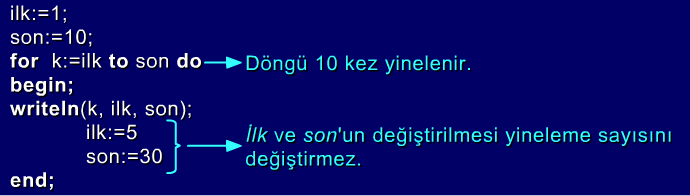 ilk:=1;
son:=10;
for k:=ilk to son do Döngü 10 kez yinelenir.
begin;
writeln(k, ilk, son);
ilk:=5
son:=30
İlk ve son'un değiştirilmesi yineleme sayısını
değiştirmez.
end;